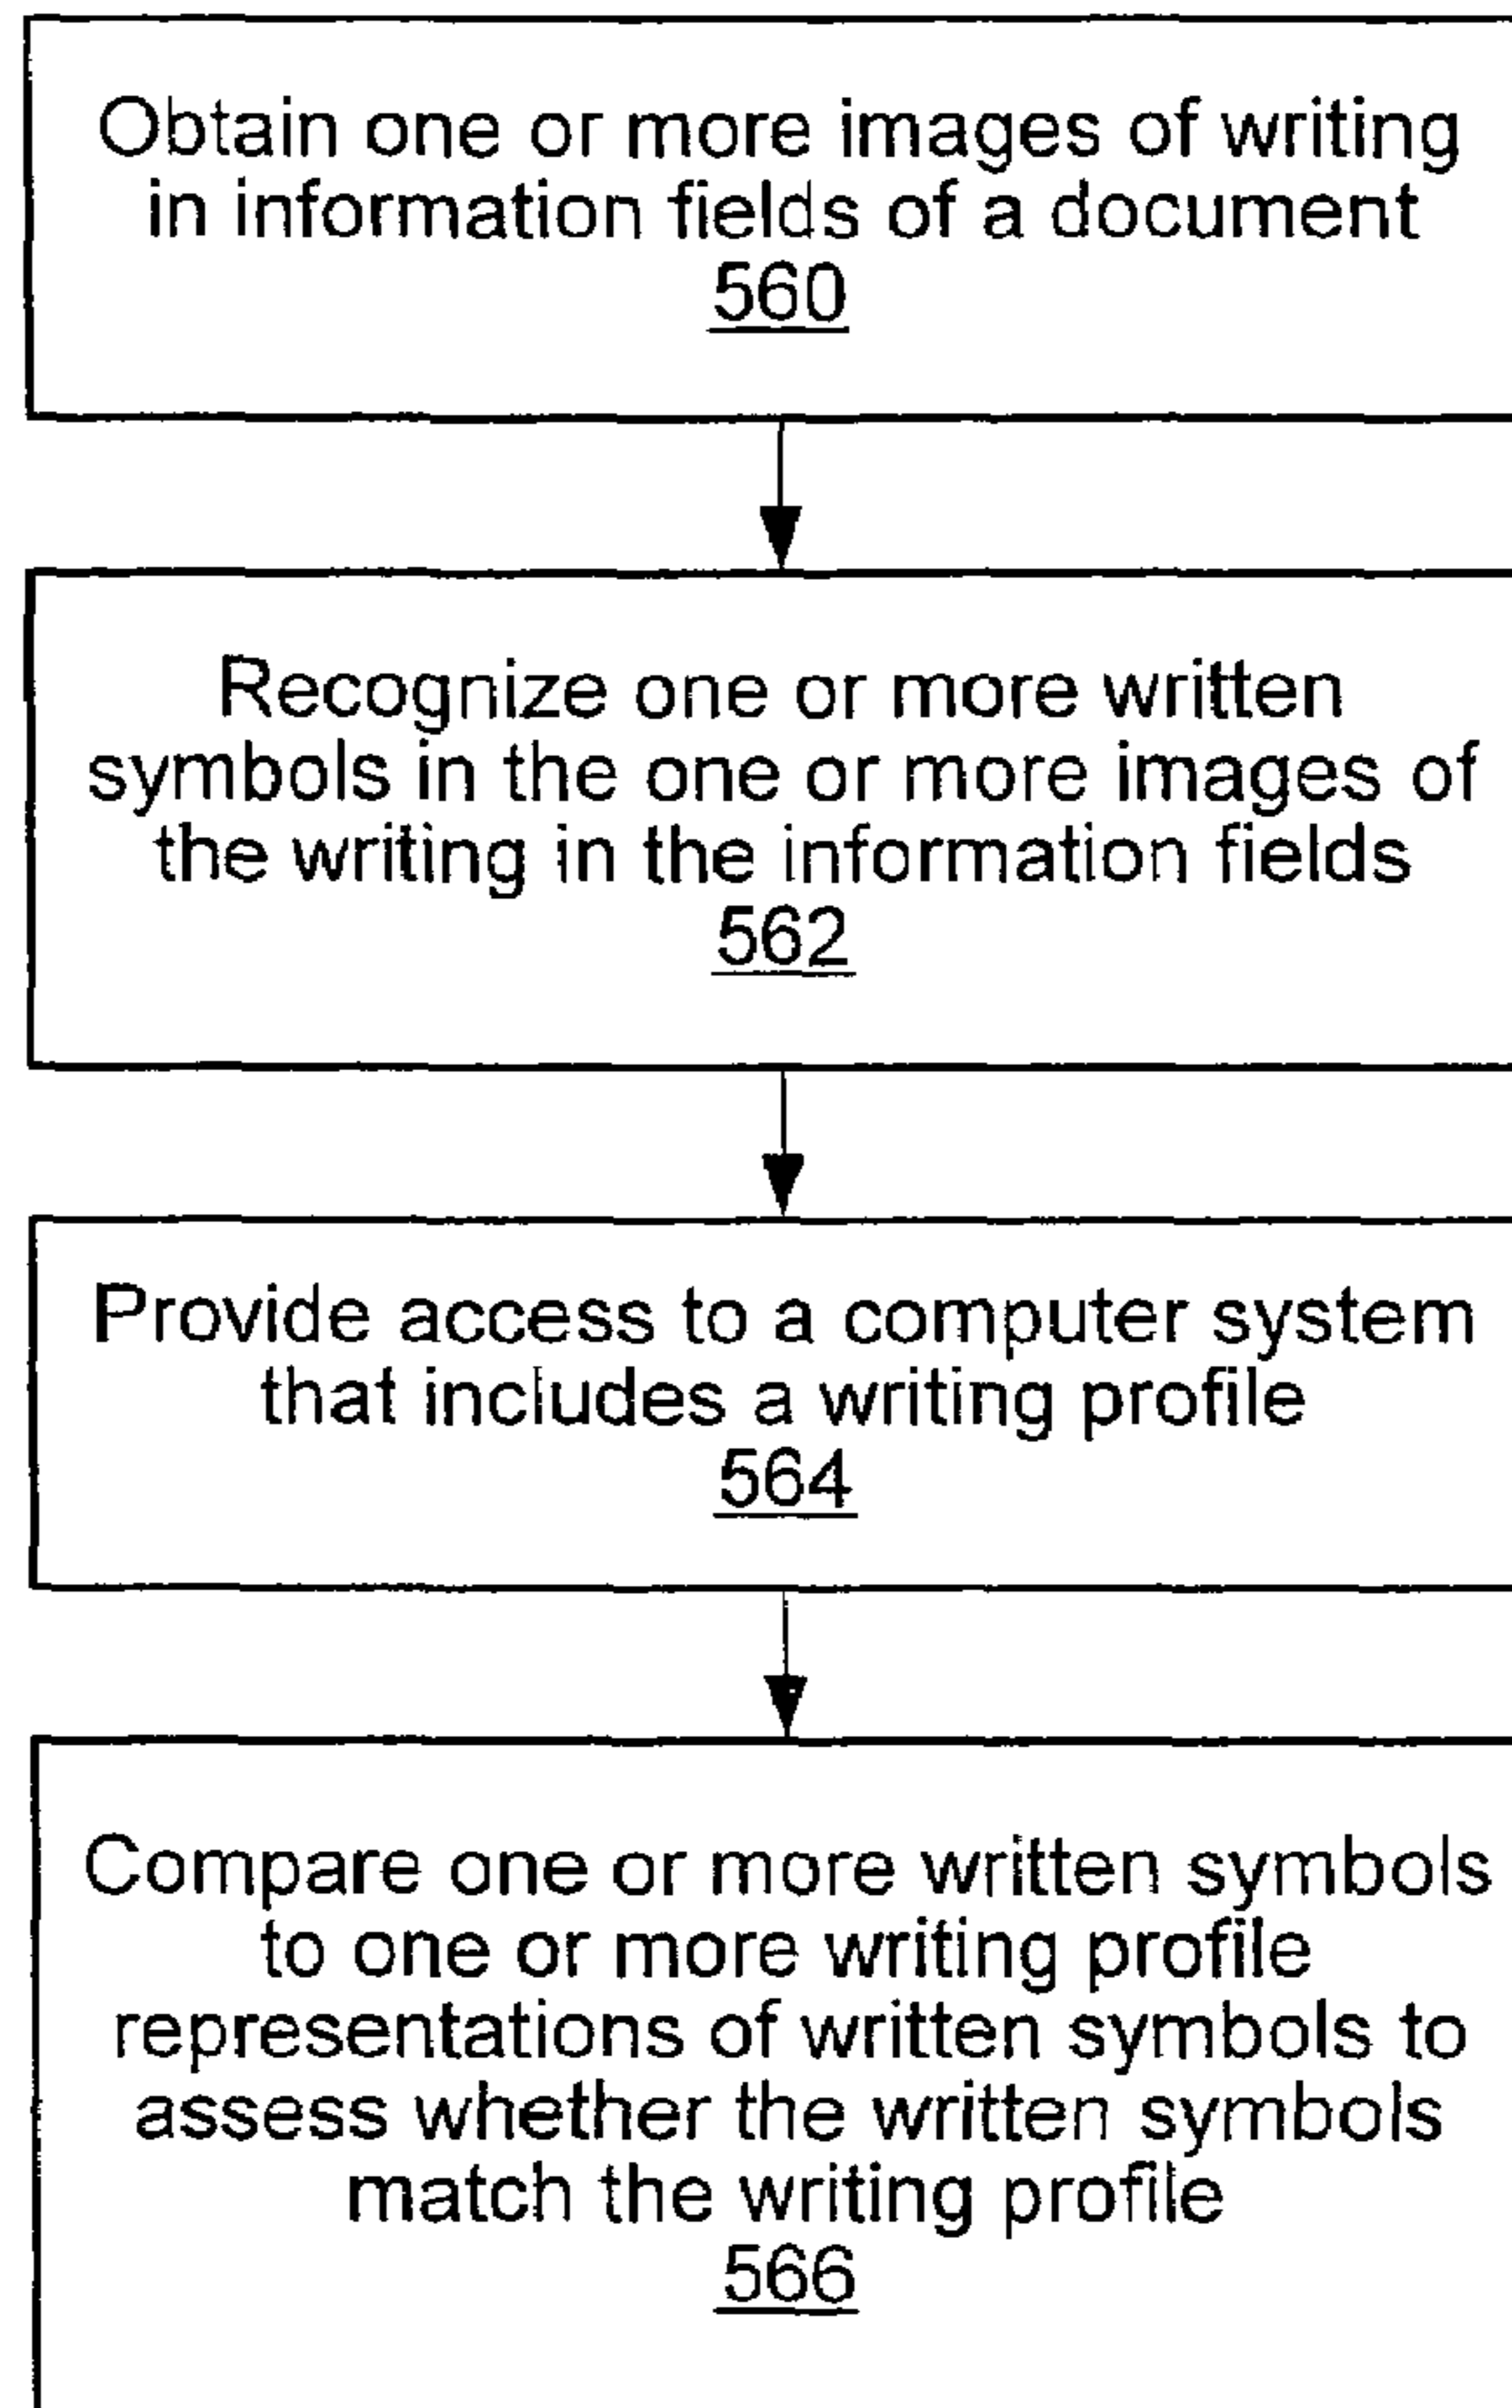 Obtain one or more images of writing
in information fields of a document
560
Recognize one or more written
symbols in the one or more images of
the writing in the information fields
562
Provide access to a computer system
that includes a writing profile
564
Compare one or more written symbols
to one or more writing profile
representations of written symbols to
assess whether the written symbols
match the writing profile
566